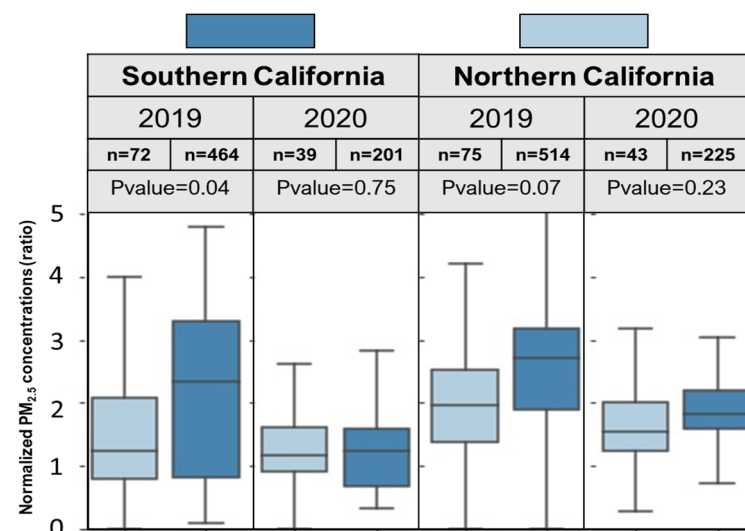 Southern California Northern California
2019 2020 2019 2020
n=72 n=464 n=39 n=201 n=75 n=514 n=43 n=225
Pvalue=0.04 Pvalue=0.75 Pvalue=0.07 Pvalue=0.23
Normalized PM2.5 concentrations (ratio)
5
4
3
2
1
0